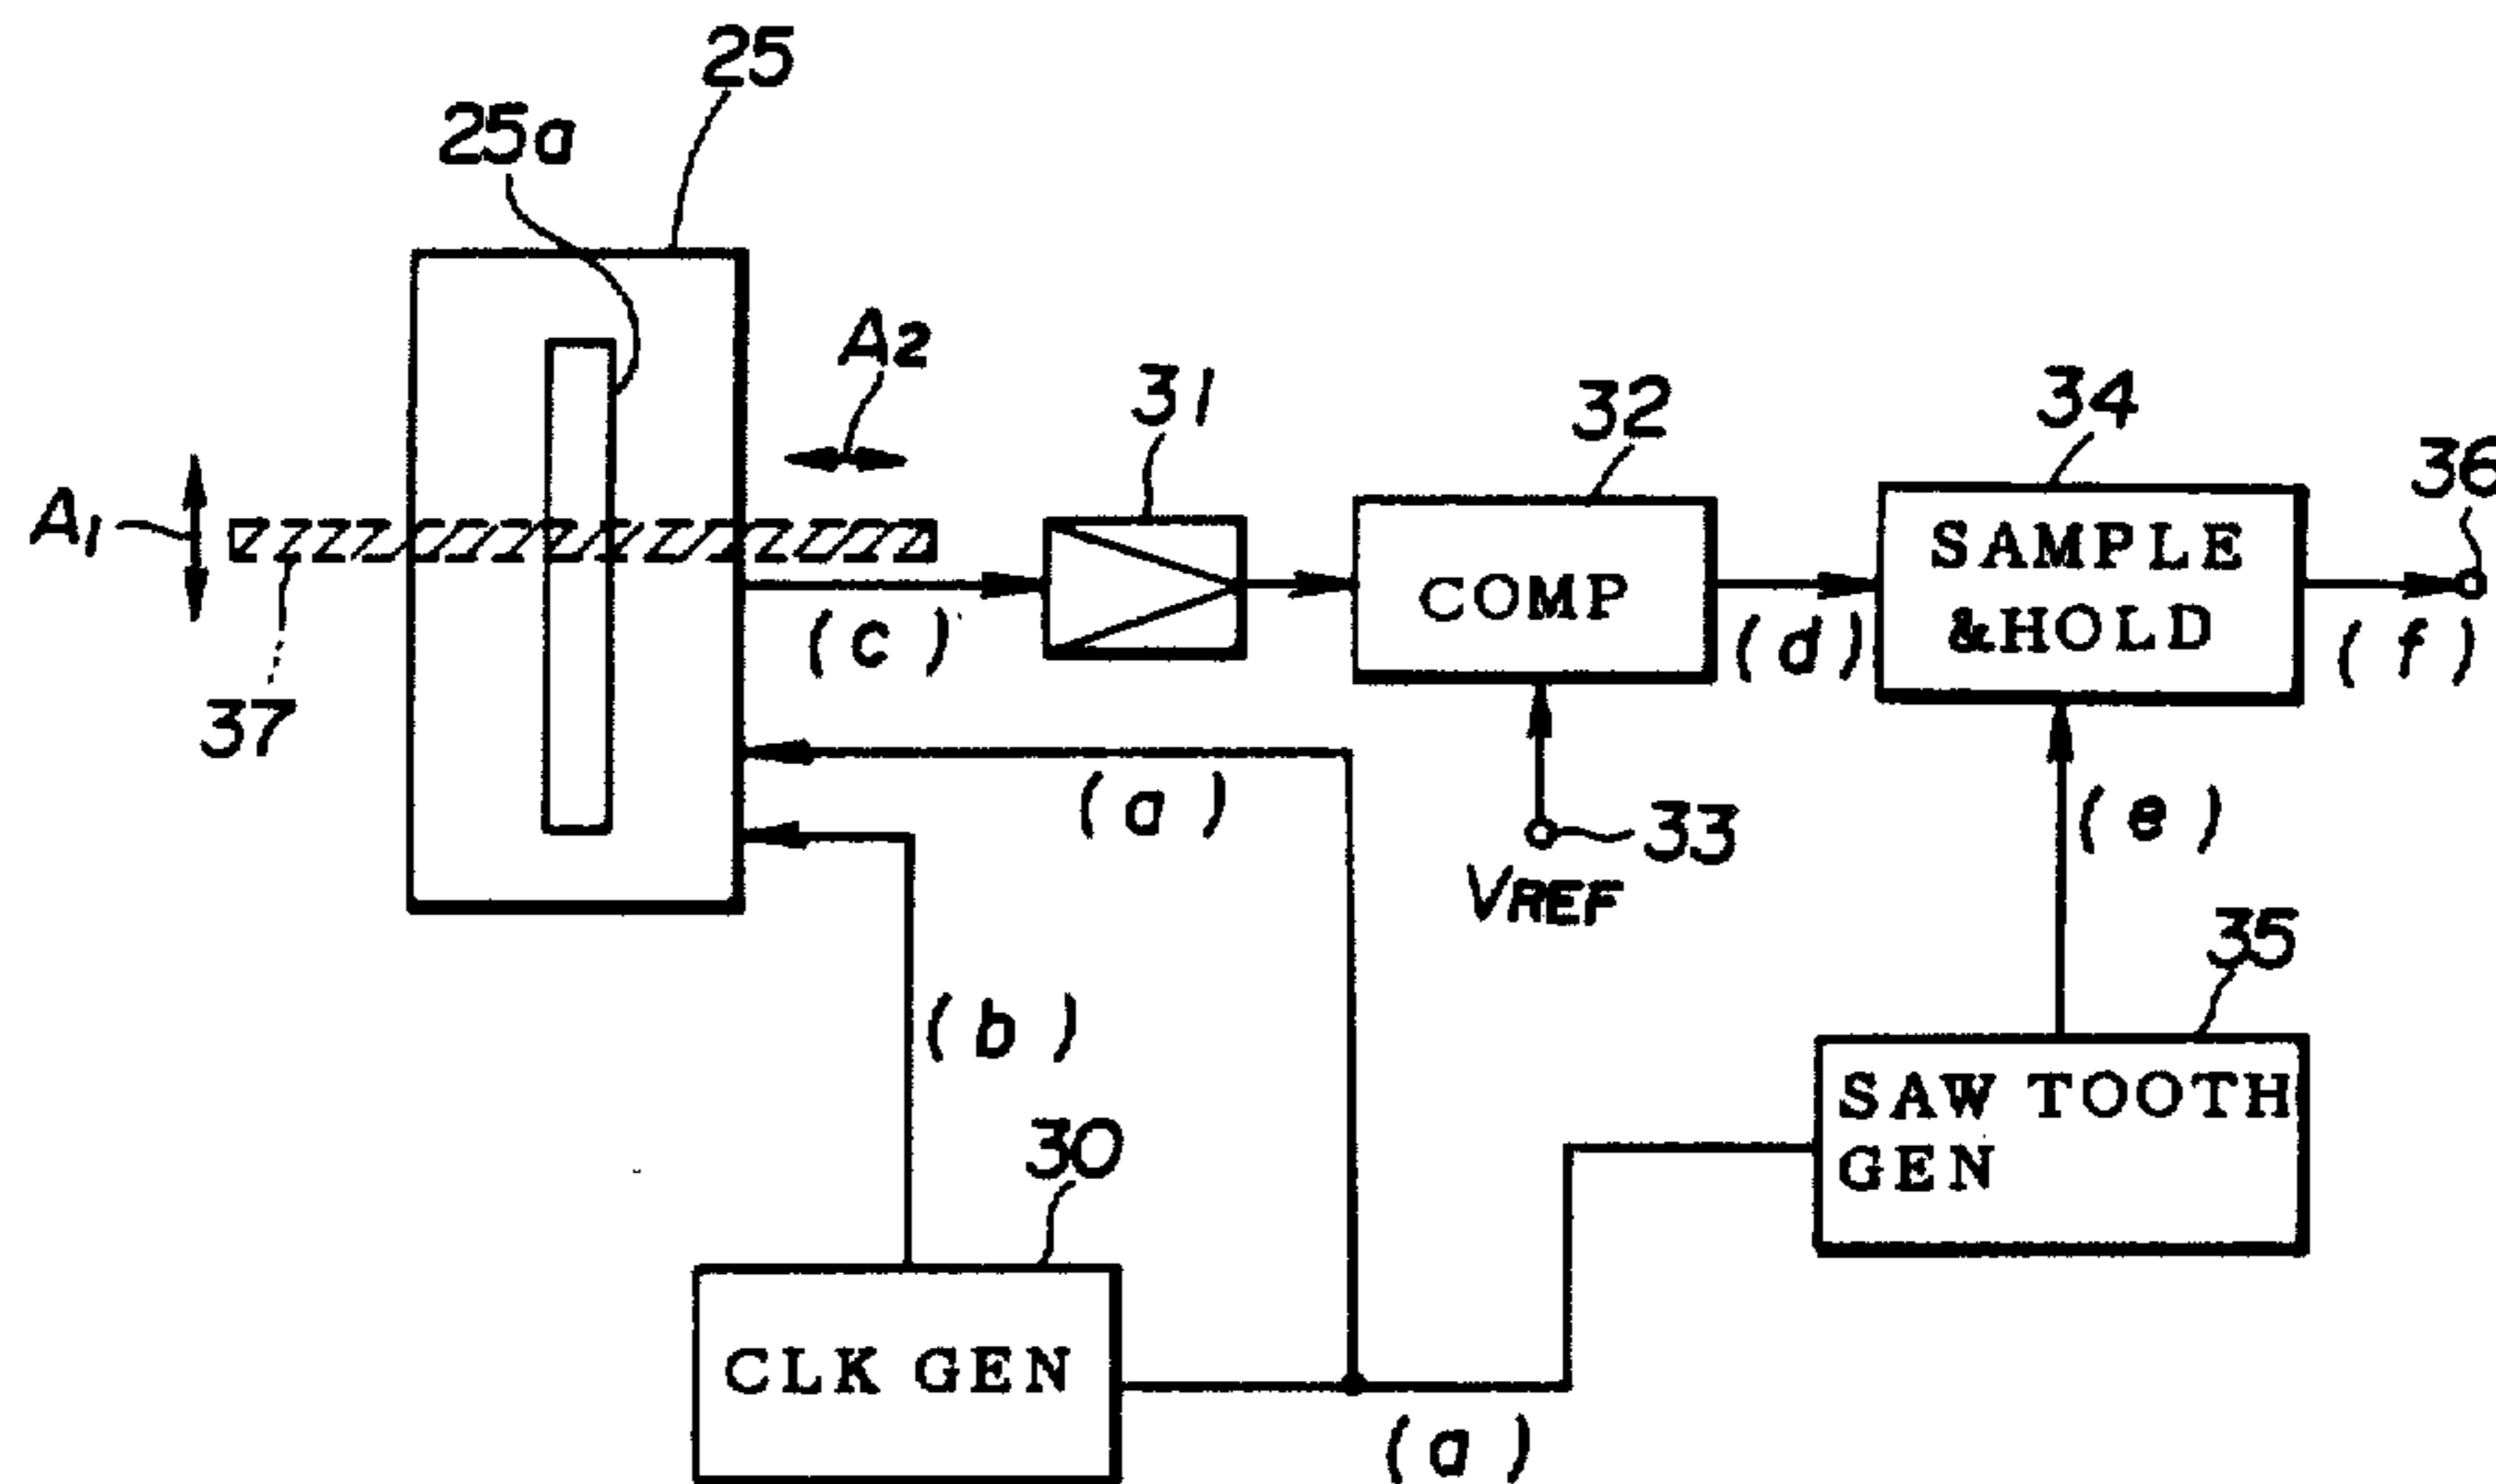 25
25a
A2
31
32
34
36
A1
SAMPLE
&HOLD
COMP
(c)
(d)
(f)
37
(a)
(e)
33
VREF
35
(b)
SAW TOOTH
GEN
30
CLK GEN
(a)